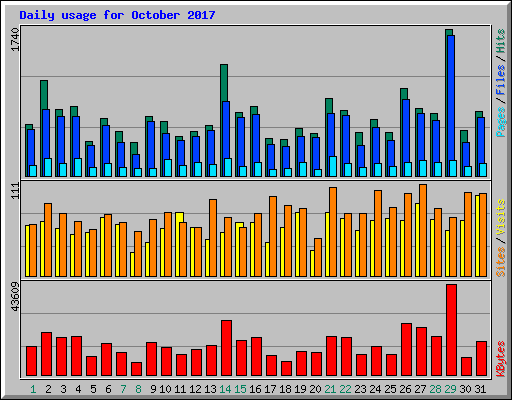 Daily usage for October 2017
1740
Pages / Files / Hits
111
Sites / Visits
43609
KBytes
1 2 3 4 5 6 7 8 9 10 11 12 13 14 15 16 17 18 19 20 21 22 23 24 25 26 27 28 29 30 31